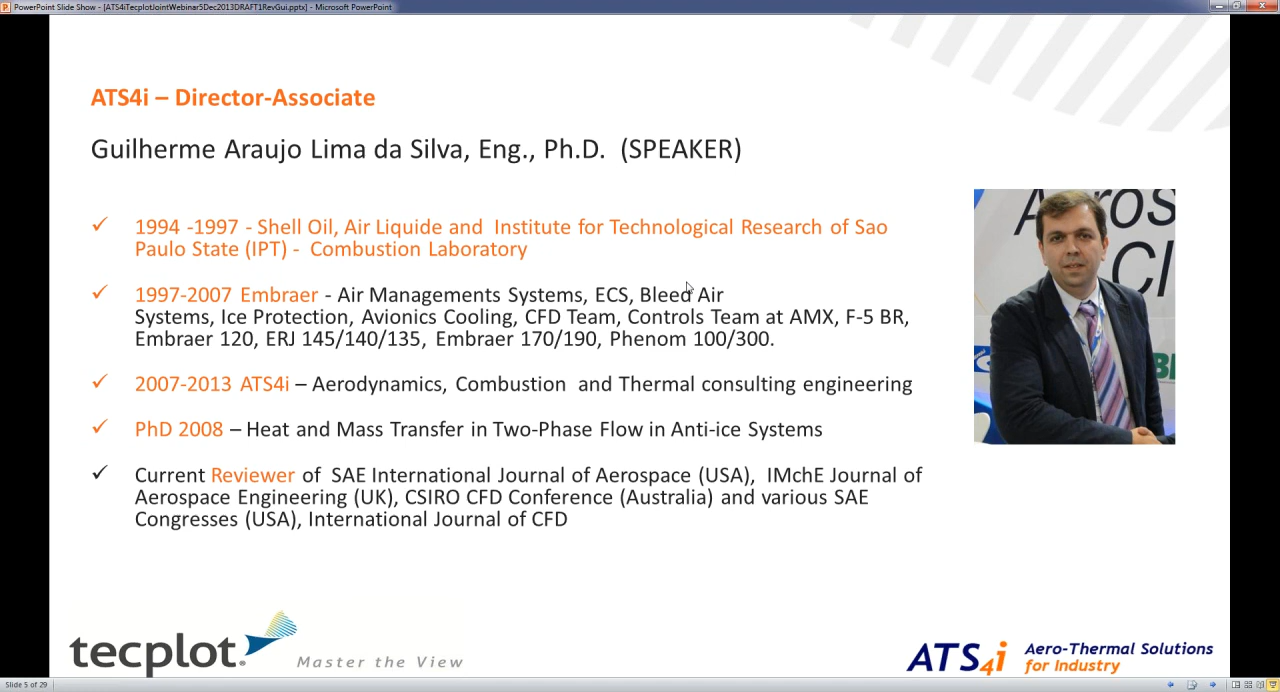 PowerPoint Slide Show - [ATS4iTecplotJointWebinar5Dec2013DRAFT1RevGui.pptx] - Microsoft PowerPoint
ATS4i – Director-Associate
Guilherme Araujo Lima da Silva, Eng., Ph.D. (SPEAKER)
1994 -1997 - Shell Oil, Air Liquide and Institute for Technological Research of Sao
Paulo State (IPT) - Combustion Laboratory
1997-2007 Embraer - Air Managements Systems, ECS, Bleed Air
Systems, Ice Protection, Avionics Cooling, CFD Team, Controls Team at AMX, F-5 BR,
Embraer 120, ERJ 145/140/135, Embraer 170/190, Phenom 100/300.
2007-2013 ATS4i – Aerodynamics, Combustion and Thermal consulting engineering
PhD 2008 – Heat and Mass Transfer in Two-Phase Flow in Anti-ice Systems
Current Reviewer of SAE International Journal of Aerospace (USA), IMchE Journal of
Aerospace Engineering (UK), CSIRO CFD Conference (Australia) and various SAE
Congresses (USA), International Journal of CFD
tecplot. Master the View
ATS4i Aero-Thermal Solutions
for Industry
Slide 5 of 29